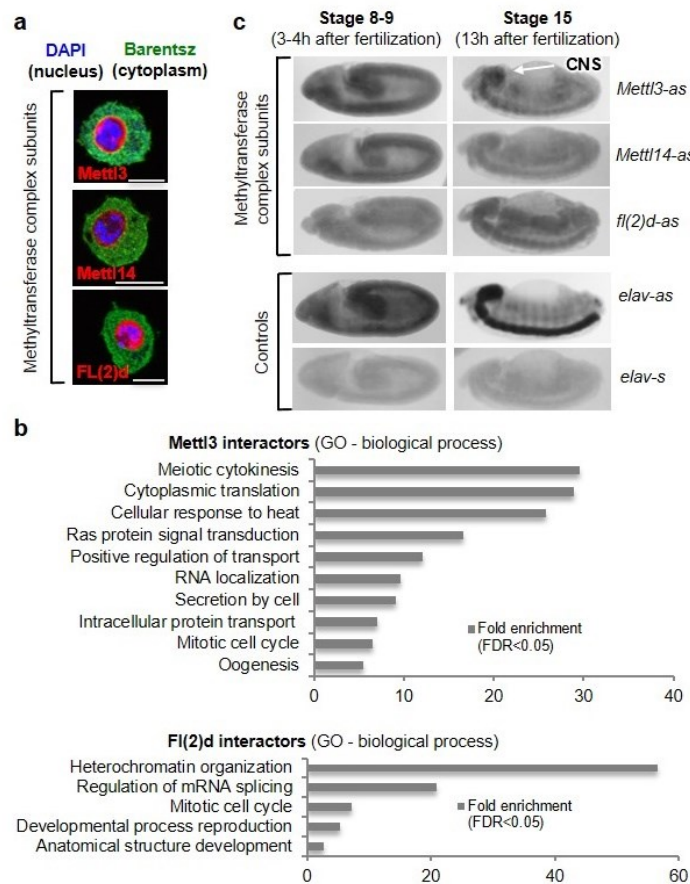 a
DAPI
(nucleus)
Barentsz
(cytoplasm)
Methyltransferase complex subunits
Mettl3
Mettl14
FL(2)d
c
Stage 8-9
(3-4h after fertilization)
Stage 15
(13h after fertilization)
Methyltransferase
complex subunits
CNS
Mettl3-as
Mettl14-as
fl(2)d-as
Controls
elav-as
elav-s
b
Mettl3 interactors (GO - biological process)
Meiotic cytokinesis
Cytoplasmic translation
Cellular response to heat
Ras protein signal transduction
Positive regulation of transport
RNA localization
Secretion by cell
Intracellular protein transport
Mitotic cell cycle
Oogenesis
Fold enrichment
(FDR<0.05)
0 10 20 30 40
Fl(2)d interactors (GO - biological process)
Heterochromatin organization
Regulation of mRNA splicing
Mitotic cell cycle
Developmental process reproduction
Anatomical structure development
Fold enrichment
(FDR<0.05)
0 20 40 60